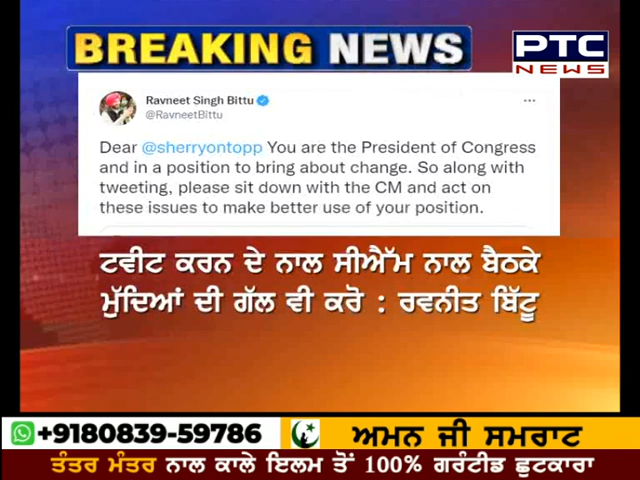 BREAKING NEWS
PTC
NEWS
Ravneet Singh Bittu
@RavneetBittu
Dear @sherryontopp You are the President of Congress
and in a position to bring about change. So along with
tweeting, please sit down with the CM and act on
these issues to make better use of your position.
ਟਵੀਟ ਕਰਨ ਦੇ ਨਾਲ ਸੀਐੱਮ ਨਾਲ ਬੈਠਕੇ
ਮੁੱਦਿਆਂ ਦੀ ਗੱਲ ਵੀ ਕਰੋ : ਰਵਨੀਤ ਬਿੱਟੂ
+9180839-59786 ਅਮਨ ਜੀ ਸਮਰਾਟ
ਤੰਤਰ ਮੰਤਰ ਨਾਲ ਕਾਲੇ ਇਲਮ ਤੋਂ 100% ਗਰੰਟੀਡ ਛੁਟਕਾਰਾ